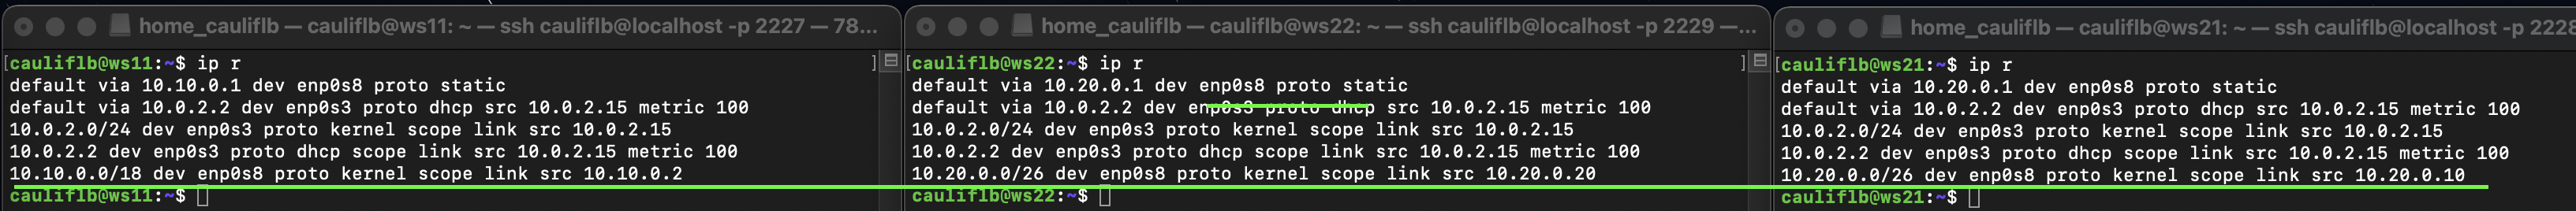 home_cauliflb — cauliflb@ws11: ~ — ssh cauliflb@localhost -p 2227 — 78...
[cauliflb@ws11:~$ ip r ]
default via 10.10.0.1 dev enp0s8 proto static
default via 10.0.2.2 dev enp0s3 proto dhcp src 10.0.2.15 metric 100
10.0.2.0/24 dev enp0s3 proto kernel scope link src 10.0.2.15
10.0.2.2 dev enp0s3 proto dhcp scope link src 10.0.2.15 metric 100
10.10.0.0/18 dev enp0s8 proto kernel scope link src 10.10.0.2
cauliflb@ws11:~$
home_cauliflb — cauliflb@ws22: ~ — ssh cauliflb@localhost -p 2229 —...
[cauliflb@ws22:~$ ip r ]
default via 10.20.0.1 dev enp0s8 proto static
default via 10.0.2.2 dev enp0s3 proto dhcp src 10.0.2.15 metric 100
10.0.2.0/24 dev enp0s3 proto kernel scope link src 10.0.2.15
10.0.2.2 dev enp0s3 proto dhcp scope link src 10.0.2.15 metric 100
10.20.0.0/26 dev enp0s8 proto kernel scope link src 10.20.0.20
cauliflb@ws22:~$
home_cauliflb — cauliflb@ws21: ~ — ssh cauliflb@localhost -p 2228
[cauliflb@ws21:~$ ip r
default via 10.20.0.1 dev enp0s8 proto static
default via 10.0.2.2 dev enp0s3 proto dhcp src 10.0.2.15 metric 100
10.0.2.0/24 dev enp0s3 proto kernel scope link src 10.0.2.15
10.0.2.2 dev enp0s3 proto dhcp scope link src 10.0.2.15 metric 100
10.20.0.0/26 dev enp0s8 proto kernel scope link src 10.20.0.10
cauliflb@ws21:~$